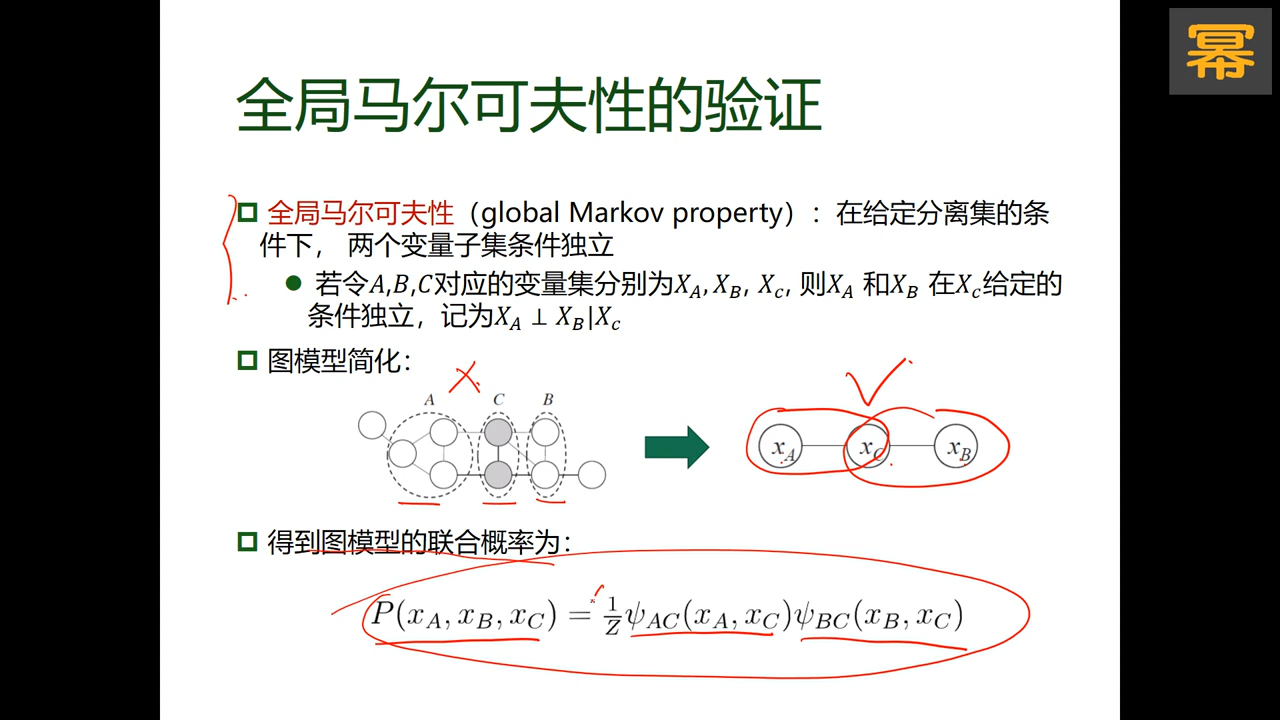 幂
全局马尔可夫性的验证
全局马尔可夫性（global Markov property）：在给定分离集的条
件下， 两个变量子集条件独立
若令A,B,C对应的变量集分别为X_A, X_B, X_c, 则X_A 和X_B 在X_c给定的
条件独立，记为X_A ⊥ X_B|X_c
图模型简化：
A C B
x_A x_C x_B
得到图模型的联合概率为：
P(x_A, x_B, x_C) = 1/Z ψ_AC(x_A, x_C)ψ_BC(x_B, x_C)